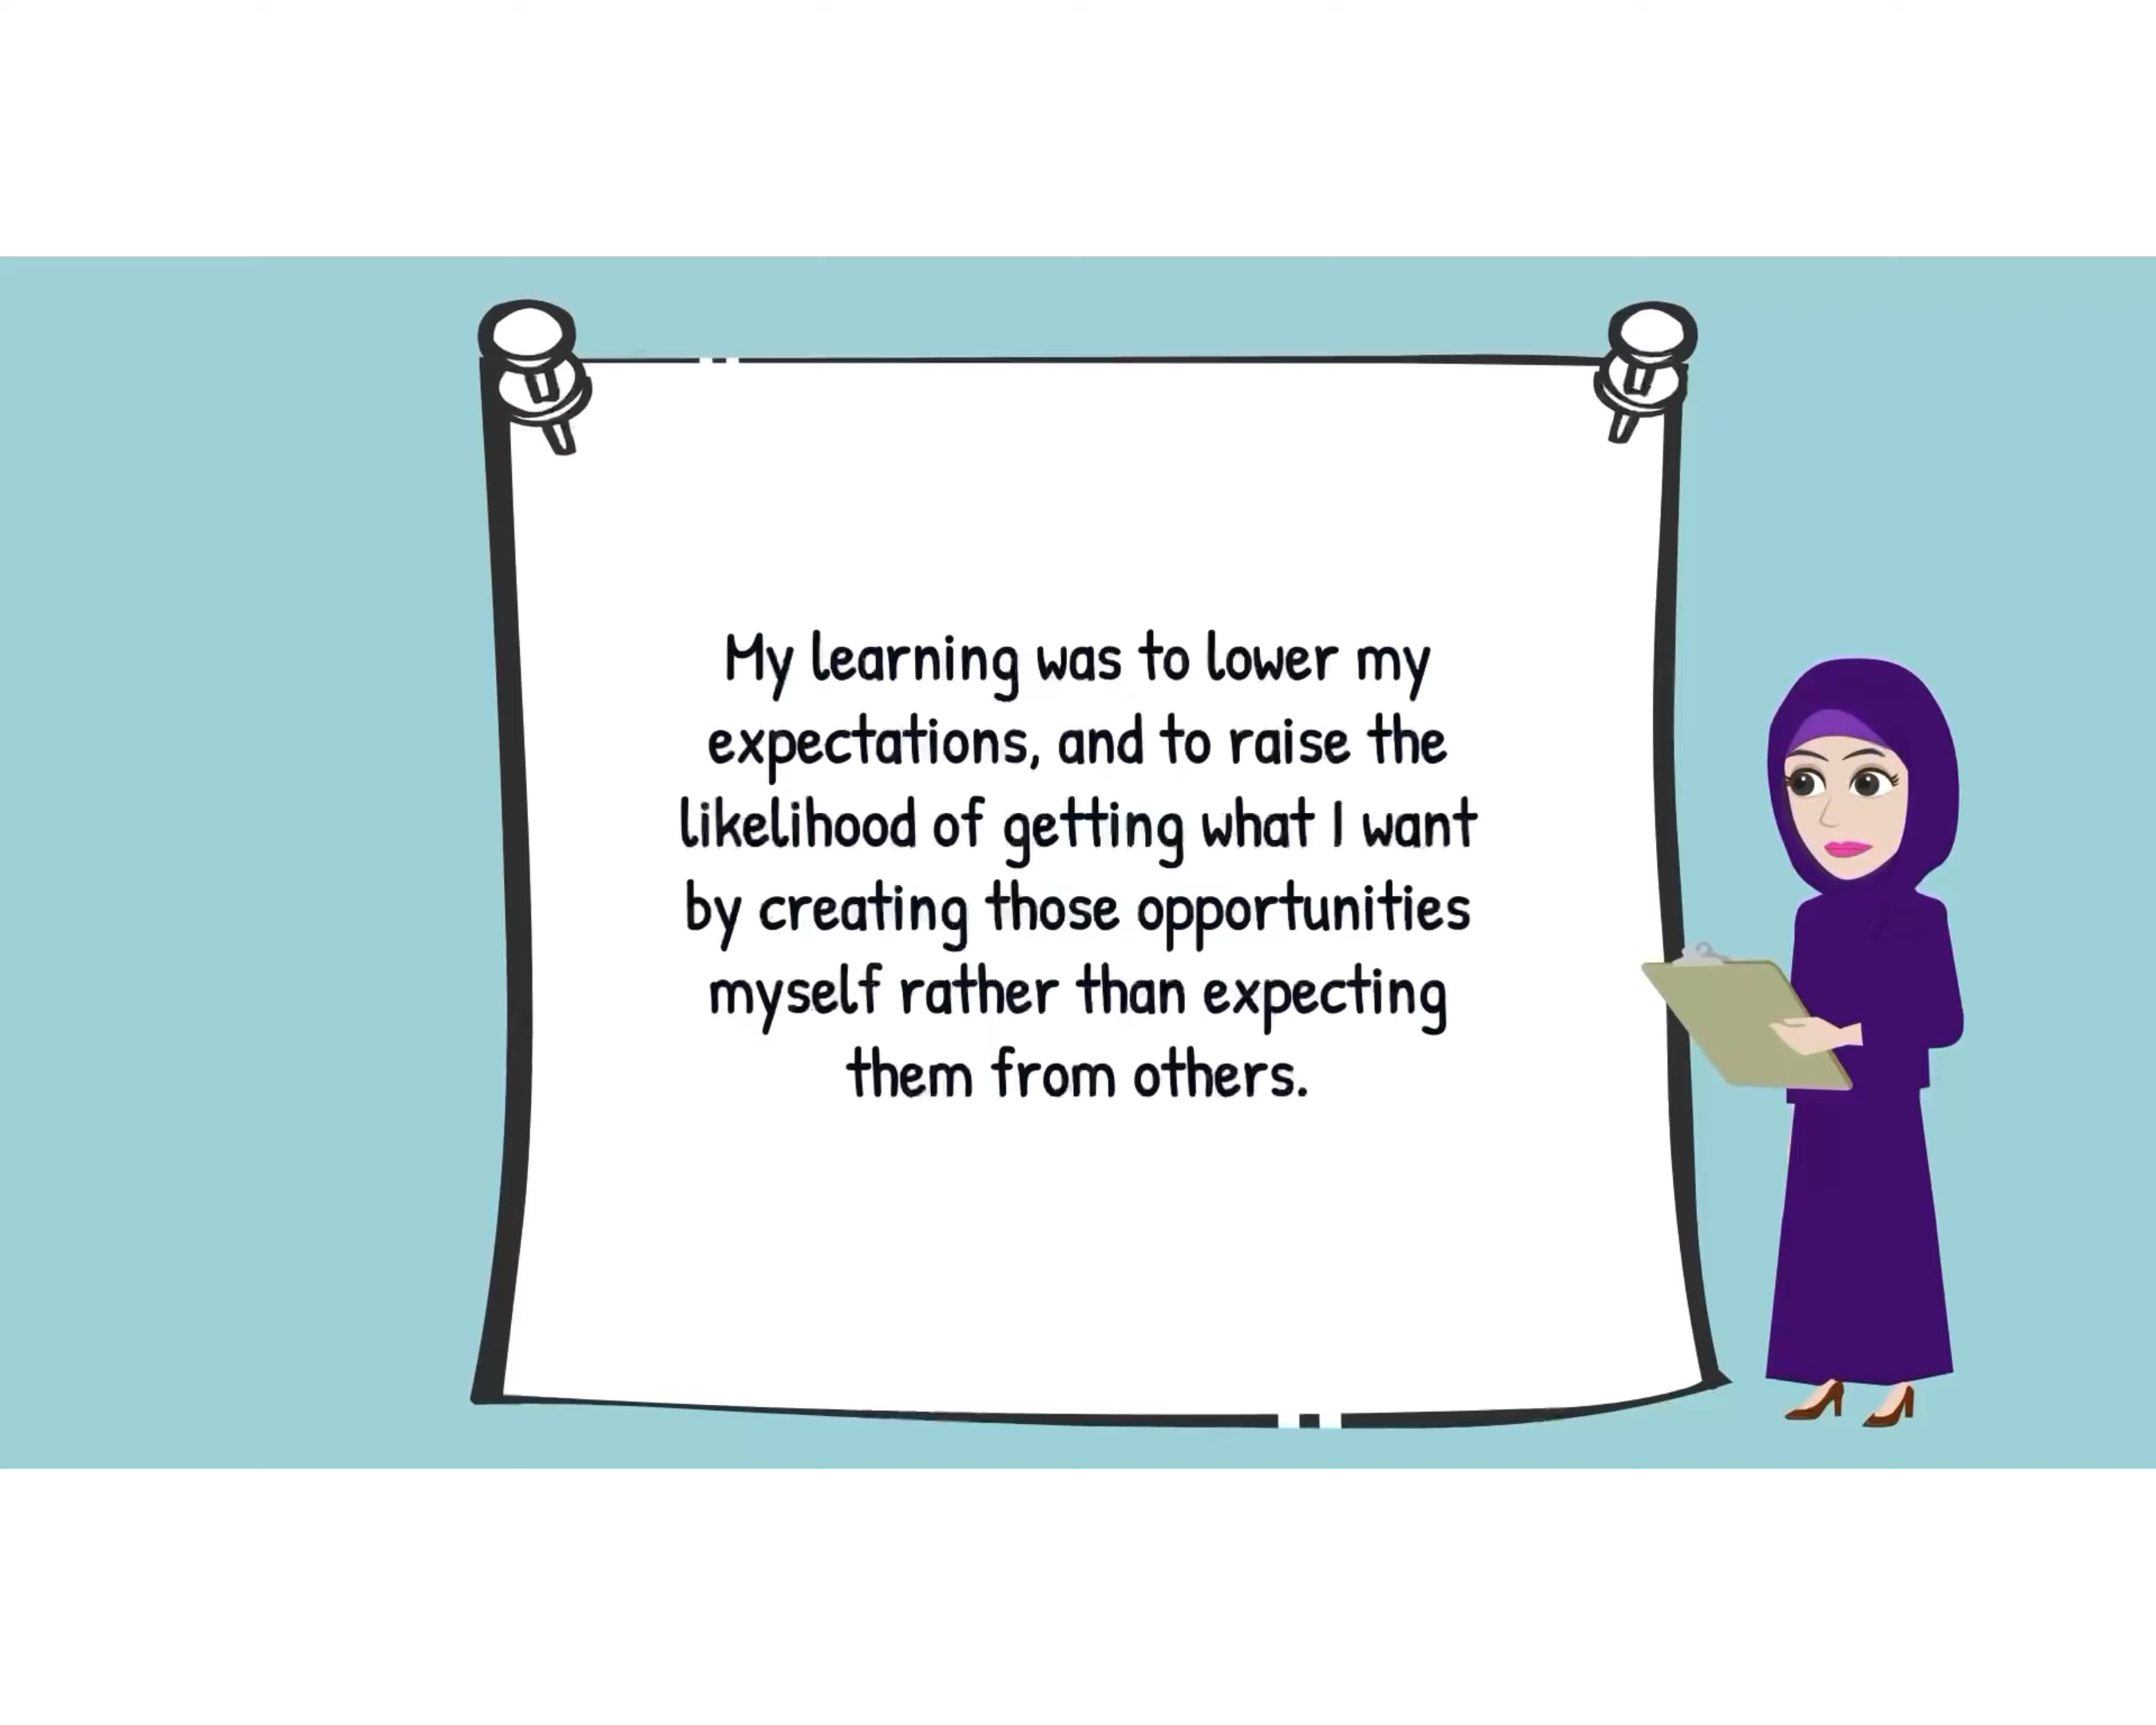 My learning was to lower my
expectations, and to raise the
likelihood of getting what I want
by creating those opportunities
myself rather than expecting
them from others.